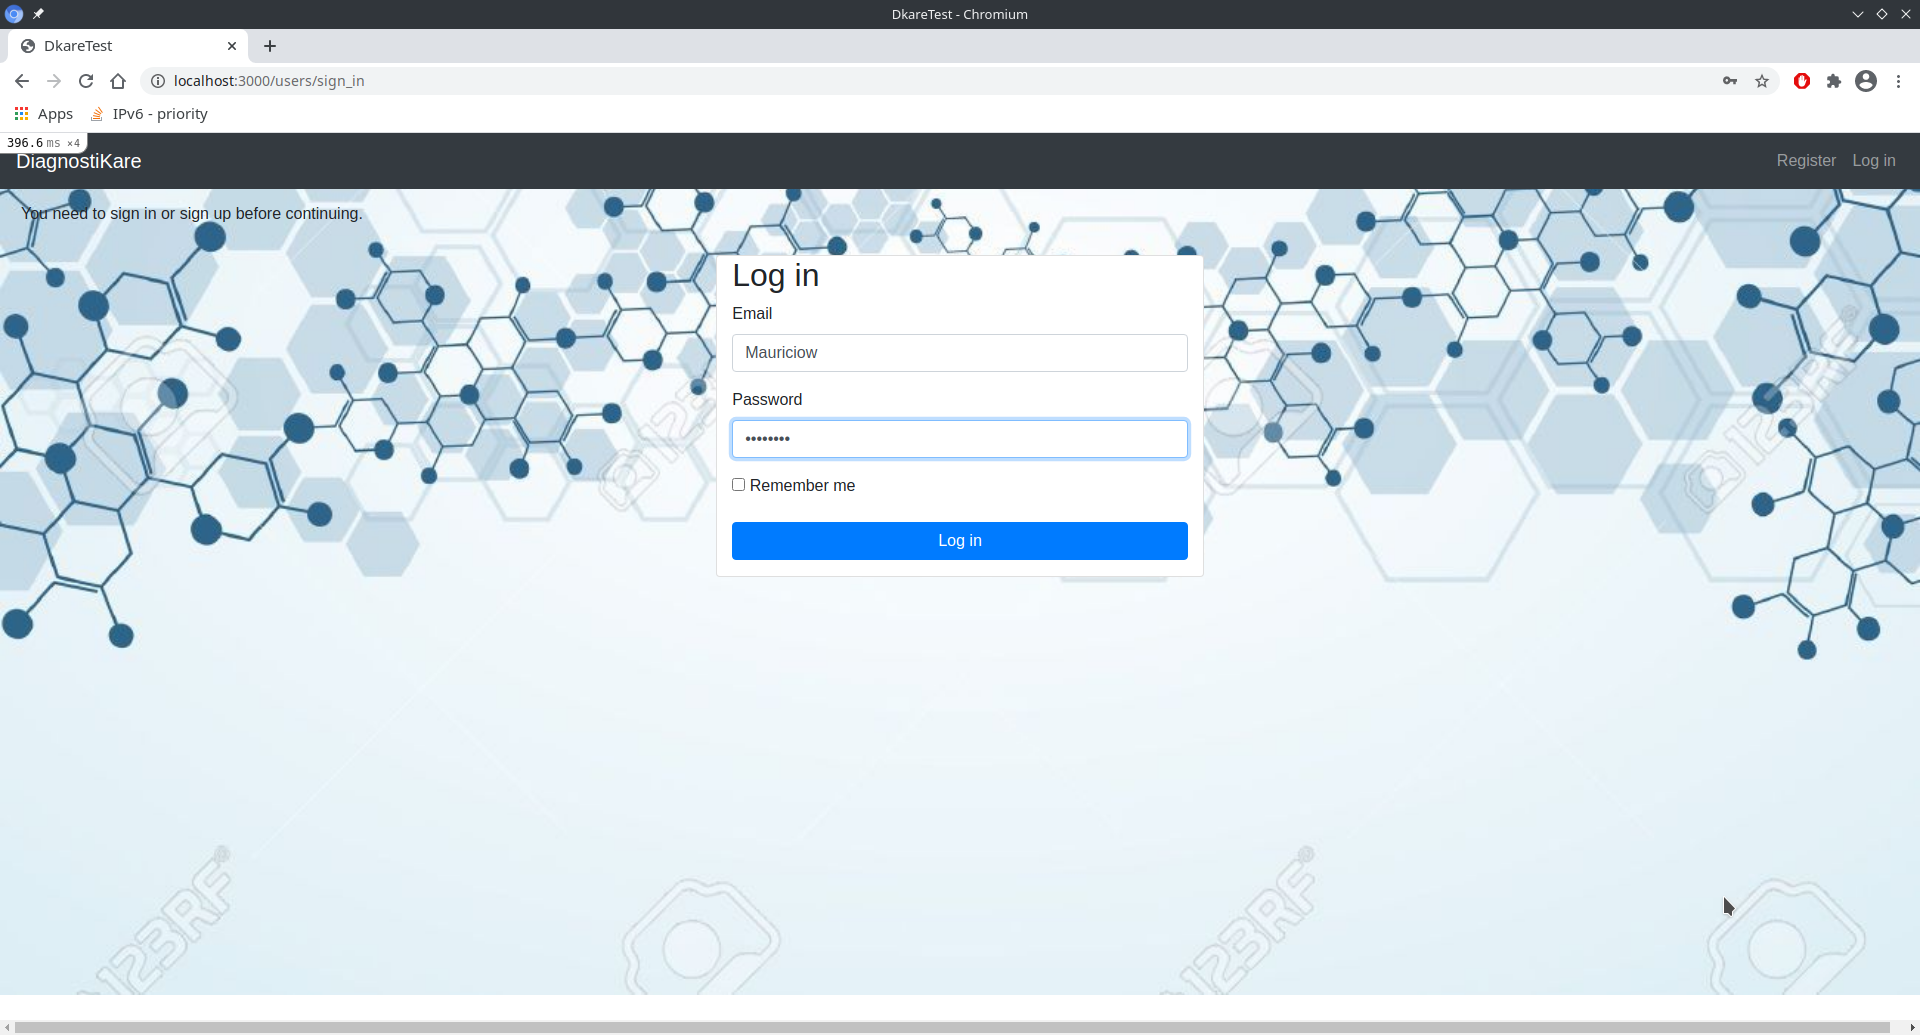 DkareTest - Chromium
DkareTest
localhost:3000/users/sign_in
Apps IPv6 - priority
396.6 ms ×4
DiagnostiKare Register Log in
You need to sign in or sign up before continuing.
Log in
Email
Mauriciow
Password
••••••••
Remember me
Log in
123RF®
123RF
123RF®
123RF®
123RF®